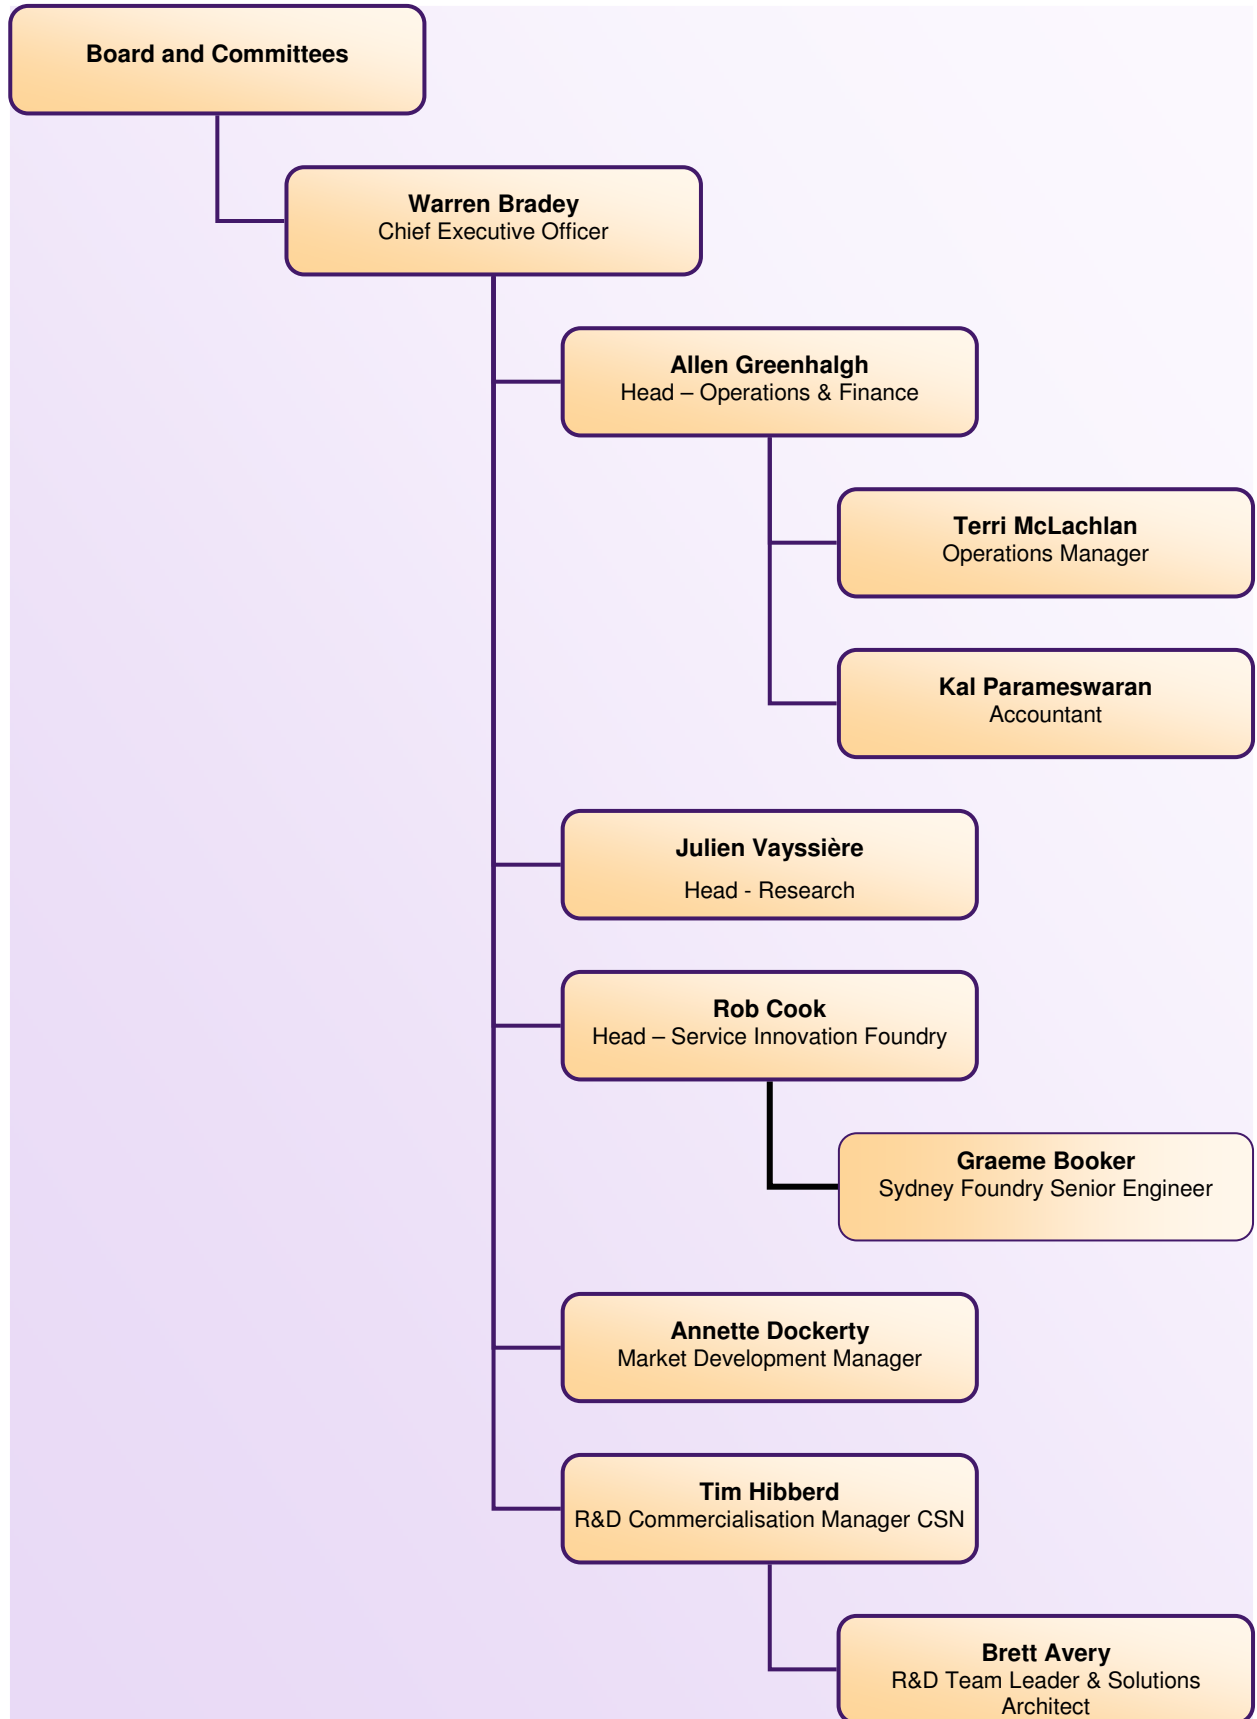 Board and Committees
Warren Bradey
Chief Executive Officer
Allen Greenhalgh
Head – Operations & Finance
Terri McLachlan
Operations Manager
Kal Parameswaran
Accountant
Julien Vayssière
Head - Research
Rob Cook
Head – Service Innovation Foundry
Graeme Booker
Sydney Foundry Senior Engineer
Annette Dockerty
Market Development Manager
Tim Hibberd
R&D Commercialisation Manager CSN
Brett Avery
R&D Team Leader & Solutions
Architect